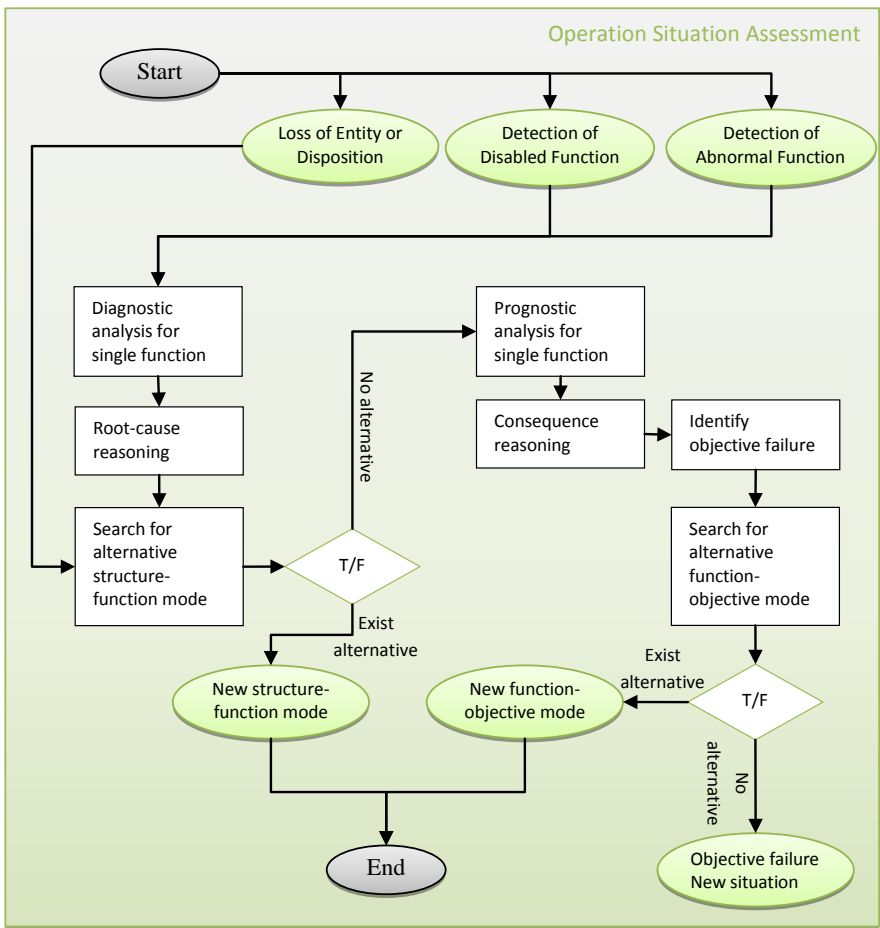 Operation Situation Assessment
Start
Loss of Entity or
Disposition
Detection of
Disabled Function
Detection of
Abnormal Function
Diagnostic
analysis for
single function
Prognostic
analysis for
single function
No alternative
Root-cause
reasoning
Consequence
reasoning
Identify
objective failure
Search for
alternative
structure-
function mode
T/F
Search for
alternative
function-
objective mode
Exist
alternative
Exist
alternative
T/F
New structure-
function mode
New function-
objective mode
No
alternative
End
Objective failure
New situation